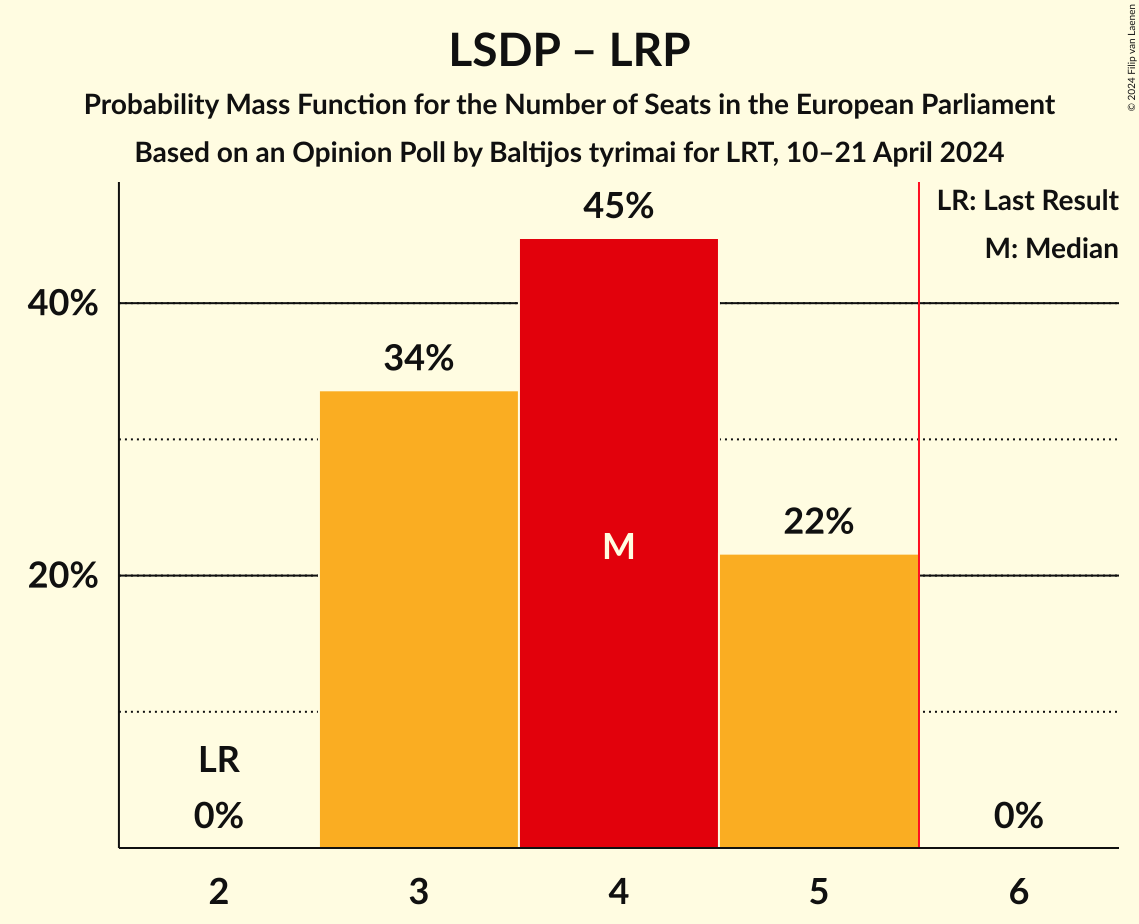 LSDP – LRP
Probability Mass Function for the Number of Seats in the European Parliament
Based on an Opinion Poll by Baltijos tyrimai for LRT, 10–21 April 2024
© 2024 Filip van Laenen
LR: Last Result
M: Median
45%
40%
34%
22%
M
20%
LR
0%
0%
2
3
4
5
6